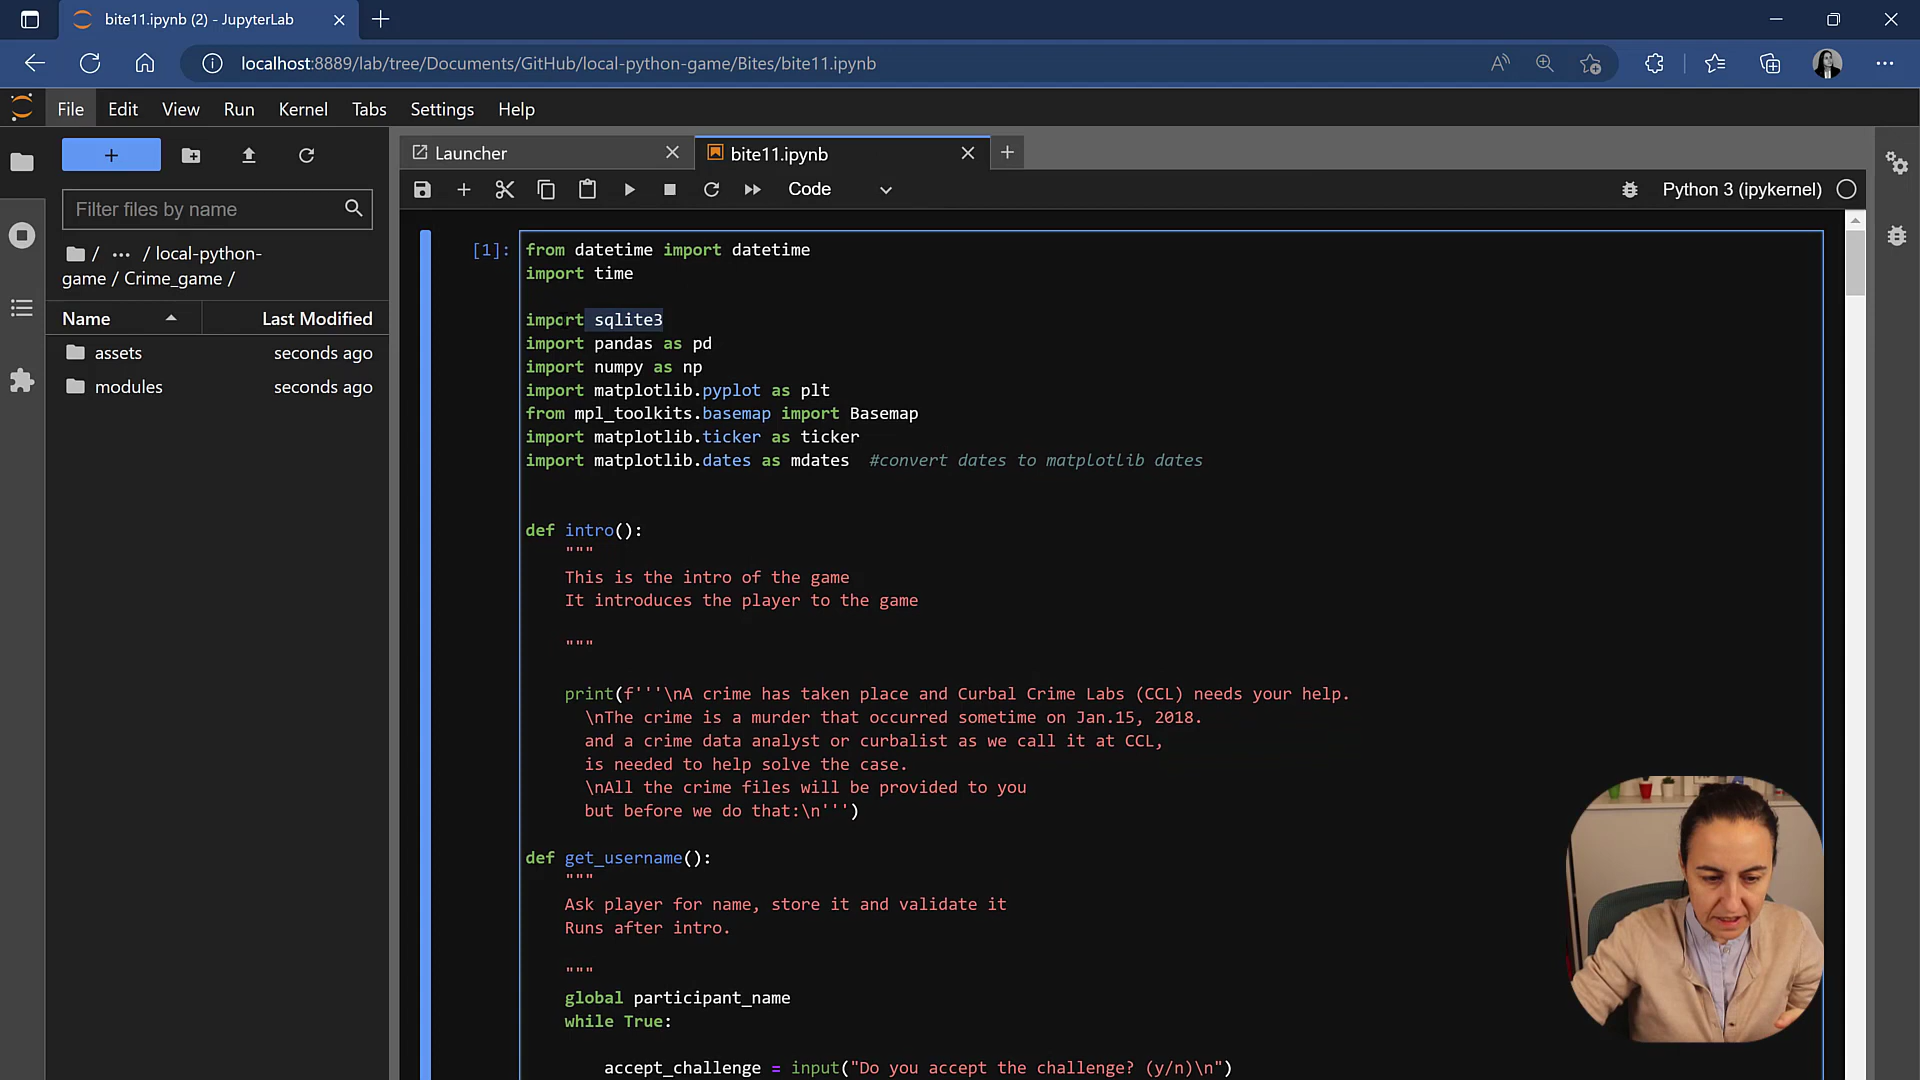 bite11.ipynb (2) - JupyterLab
localhost:8889/lab/tree/Documents/GitHub/local-python-game/Bites/bite11.ipynb
File Edit View Run Kernel Tabs Settings Help
Launcher
bite11.ipynb
Code
Python 3 (ipykernel)
Filter files by name
/ ... / local-python-
game / Crime_game /
Name Last Modified
assets seconds ago
modules seconds ago
[1]: from datetime import datetime
import time
import sqlite3
import pandas as pd
import numpy as np
import matplotlib.pyplot as plt
from mpl_toolkits.basemap import Basemap
import matplotlib.ticker as ticker
import matplotlib.dates as mdates #convert dates to matplotlib dates
def intro():
"""
This is the intro of the game
It introduces the player to the game
"""
print(f'''\nA crime has taken place and Curbal Crime Labs (CCL) needs your help.
\nThe crime is a murder that occurred sometime on Jan.15, 2018.
and a crime data analyst or curbalist as we call it at CCL,
is needed to help solve the case.
\nAll the crime files will be provided to you
but before we do that:\n''')
def get_username():
"""
Ask player for name, store it and validate it
Runs after intro.
"""
global participant_name
while True:
accept_challenge = input("Do you accept the challenge? (y/n)\n")